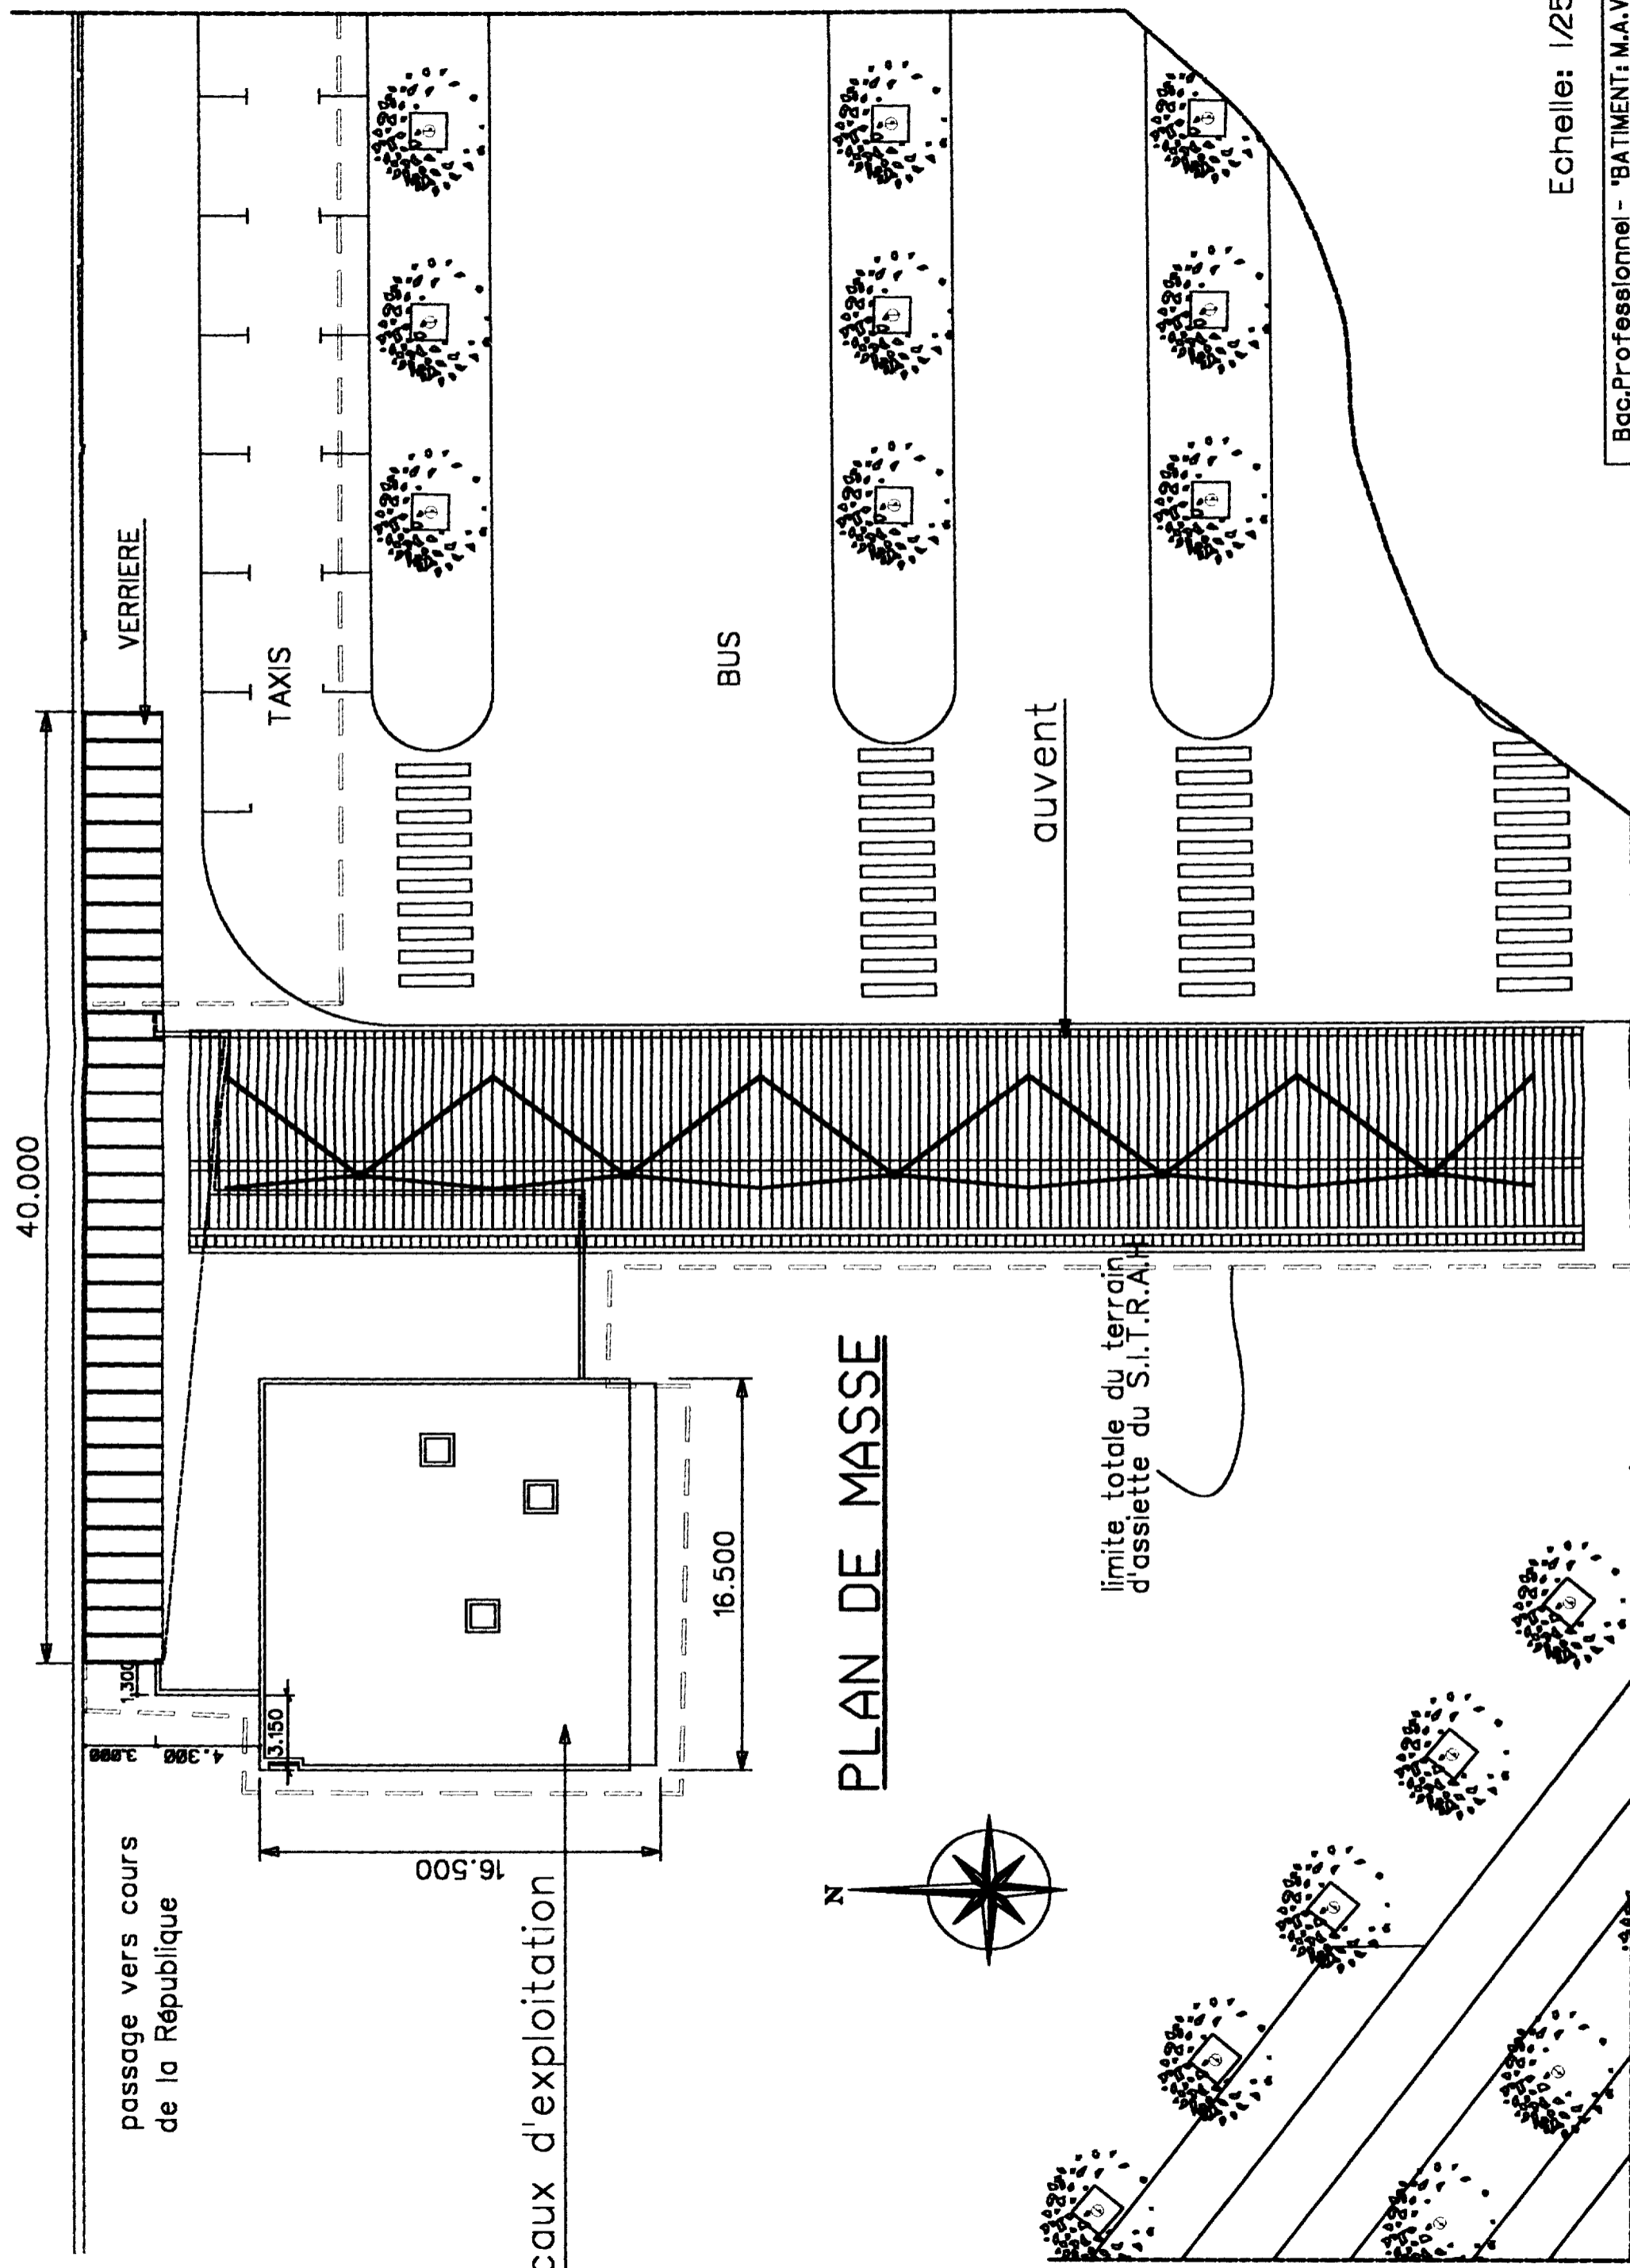 passage vers cours
de la République
3.000
4.300
1.300
3.150
40.000
VERRIERE
16.500
16.500
caux d'exploitation
TAXIS
BUS
auvent
N
PLAN DE MASSE
limite totale du terrain
d'assiette du S.I.T.R.A.H
Echelle: 1/25
Bac.Professionnel - "BATIMENT: M.A.V